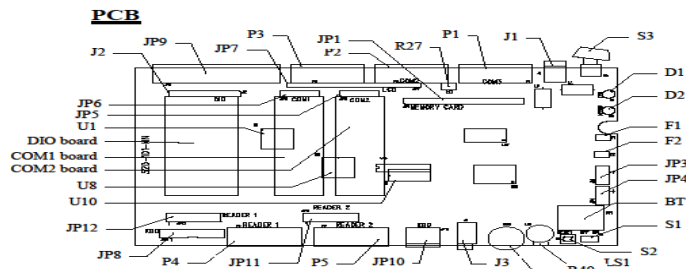 PCB
P3 JP1 P1 S3
JP9 JP7 P2 R27 J1
J2
COM2 COM3
D1
DIO COM1 COM2 LCD MEMORY CARD
JP6
JP5
D2
U1
F1
DIO board
F2
COM1 board
JP3
COM2 board
JP4
U8
BT
U10
READER 1 READER 2
JP12
S1
JP8
READER 1 READER 2
P4 JP11 P5 JP10 J3
S2
LS1